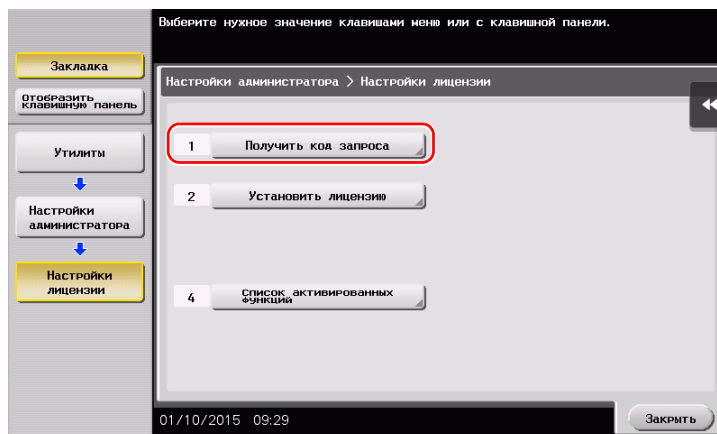 Выберите нужное значение клавишами меню или с клавишной панели.
Закладка
Отобразить
клавишную панель
Утилиты
Настройки
администратора
Настройки
лицензии
Настройки администратора > Настройки лицензии
1 Получить код запроса
2 Установить лицензию
4 Список активированных
функций
01/10/2015 09:29
Закрыть